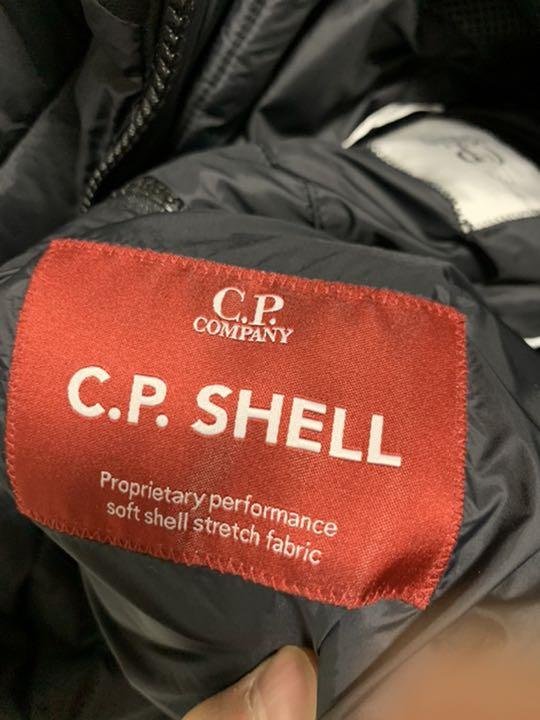 C.P.
COMPANY
C.P. SHELL
Proprietary performance
soft shell stretch fabric